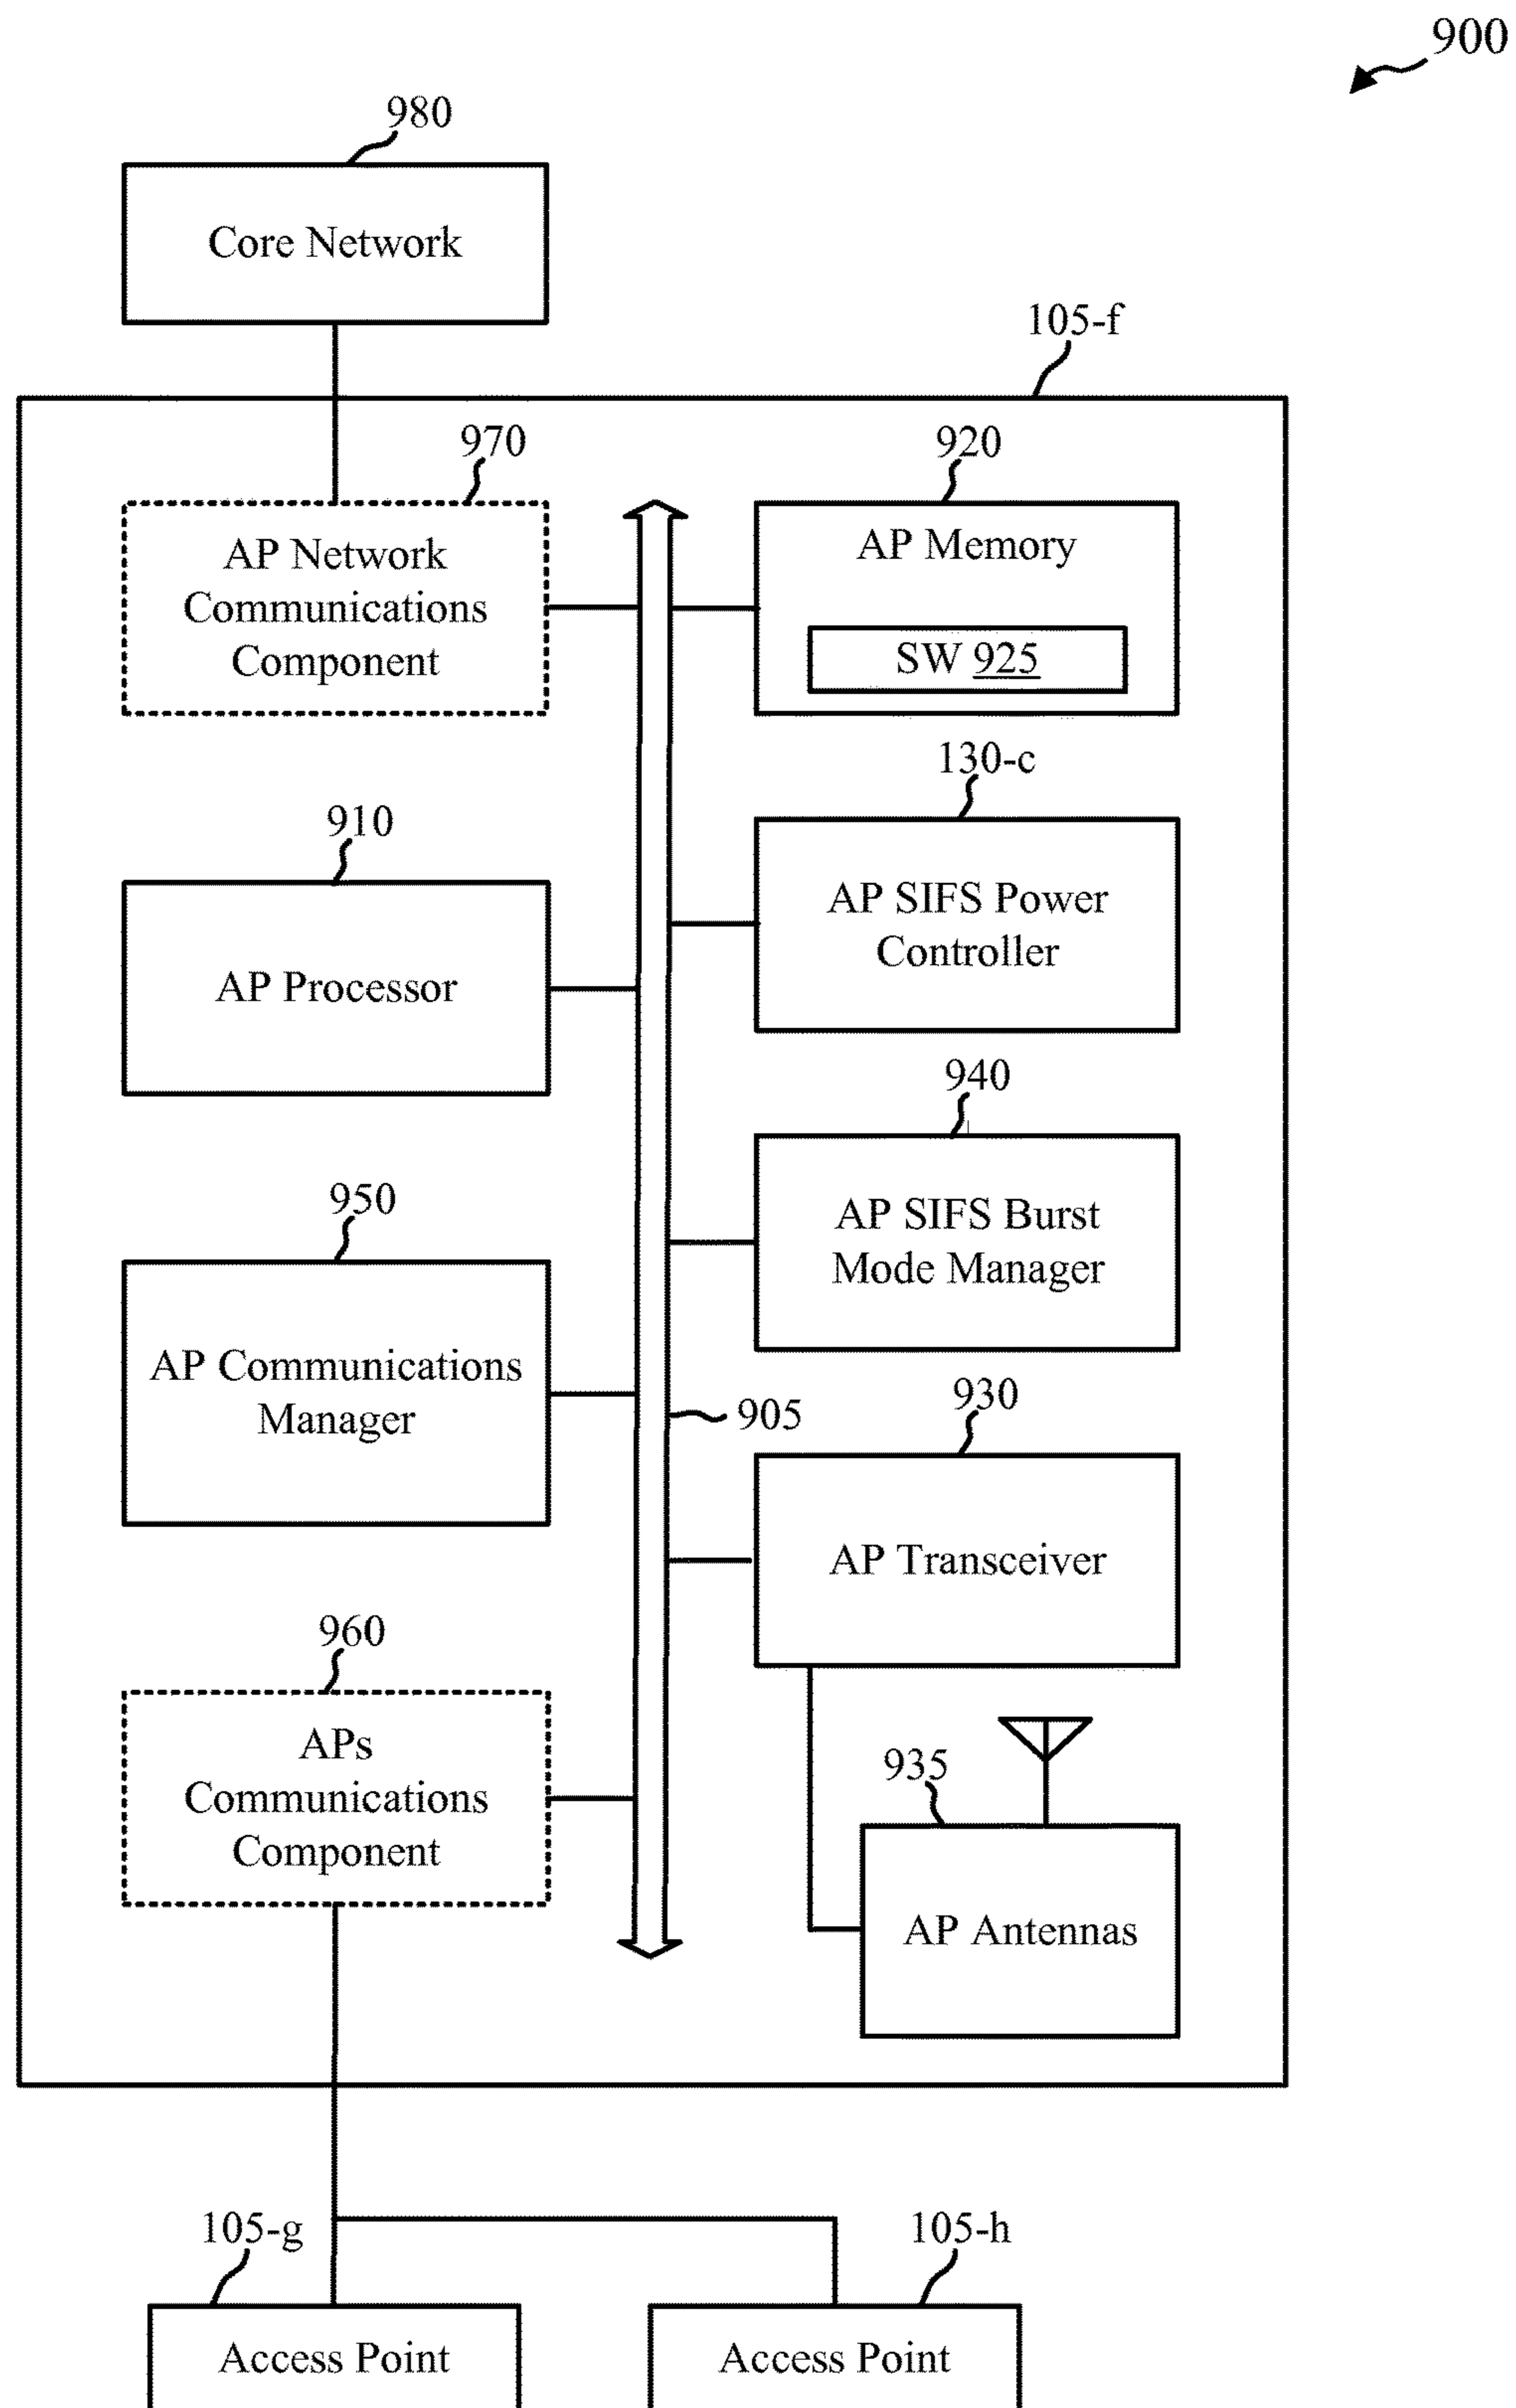 900
980
Core Network
105-f
970
920
AP Network
Communications
Component
AP Memory
SW 925
130-c
910
AP SIFS Power
Controller
AP Processor
940
950
AP SIFS Burst
Mode Manager
AP Communications
Manager
905
930
AP Transceiver
960
APs
Communications
Component
935
AP Antennas
105-g
105-h
Access Point
Access Point